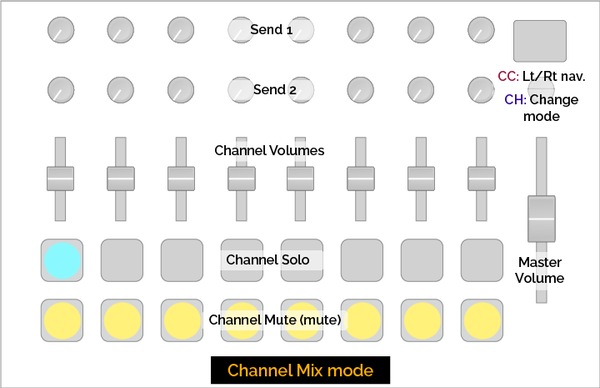 Send 1
Send 2
CC: Lt/Rt nav.
CH: Change
mode
Channel Volumes
Channel Solo
Master
Volume
Channel Mute (mute)
Channel Mix mode